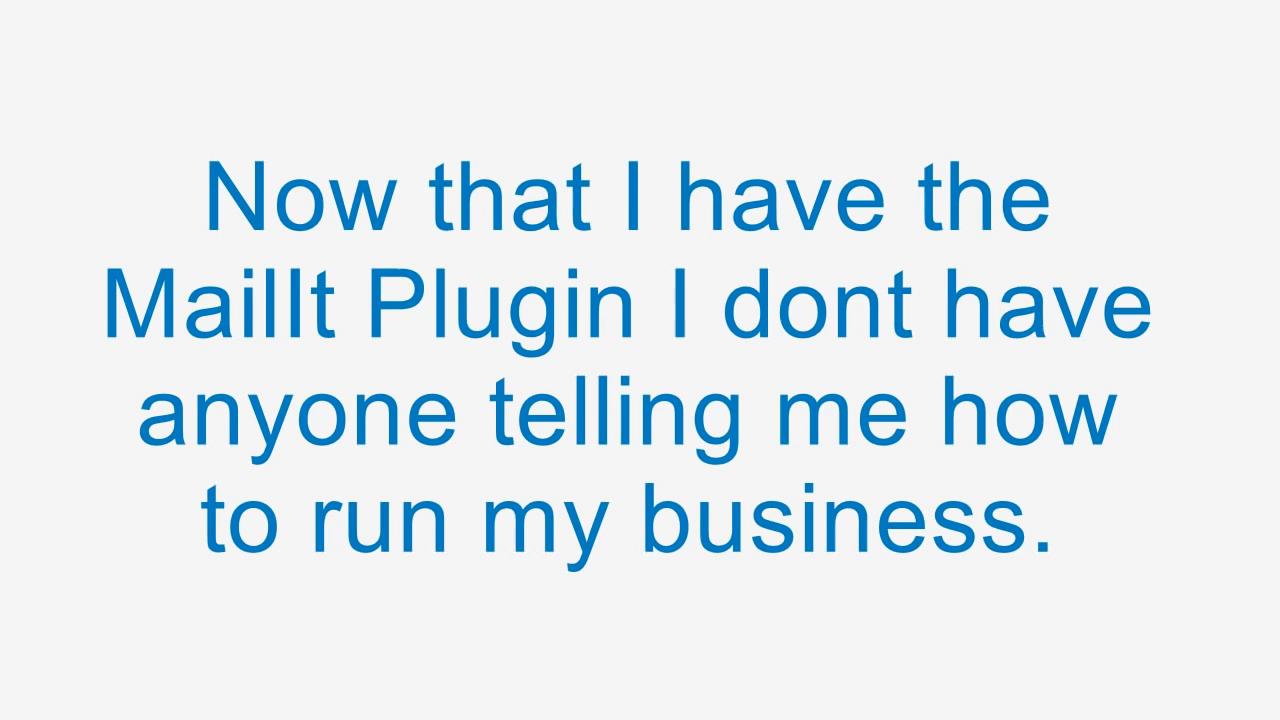 Now that I have the
MailIt Plugin I dont have
anyone telling me how
to run my business.